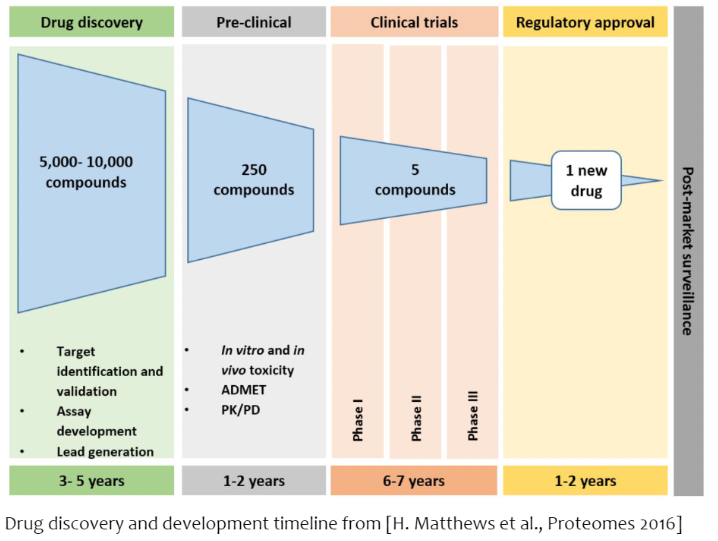 Drug discovery
Pre-clinical
Clinical trials
Regulatory approval
5,000- 10,000
compounds
250
compounds
5
compounds
1 new
drug
Post-market surveillance
• Target
identification and
validation
• Assay
development
• Lead generation
• In vitro and in
vivo toxicity
• ADMET
• PK/PD
Phase I
Phase II
Phase III
3- 5 years
1-2 years
6-7 years
1-2 years
Drug discovery and development timeline from [H. Matthews et al., Proteomes 2016]